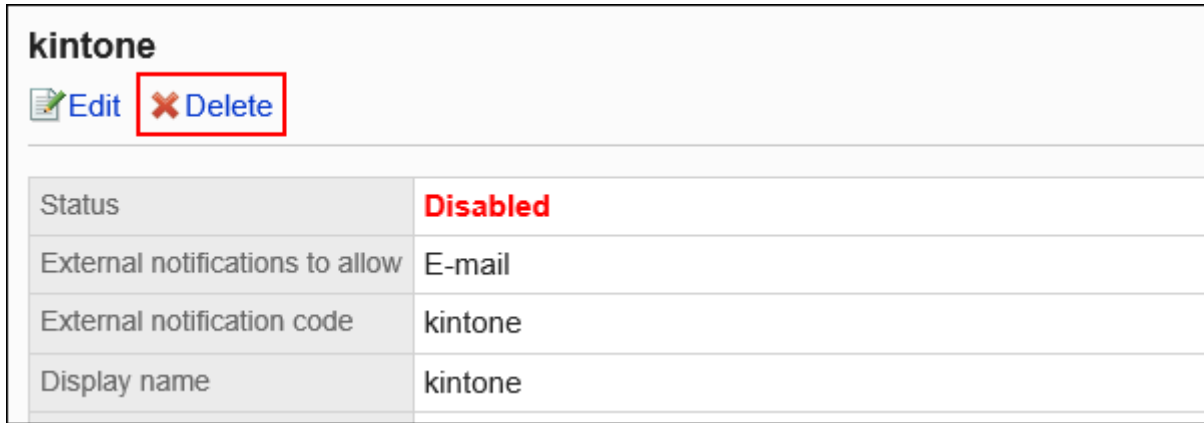 kintone
Edit Delete
Status Disabled
External notifications to allow E-mail
External notification code kintone
Display name kintone